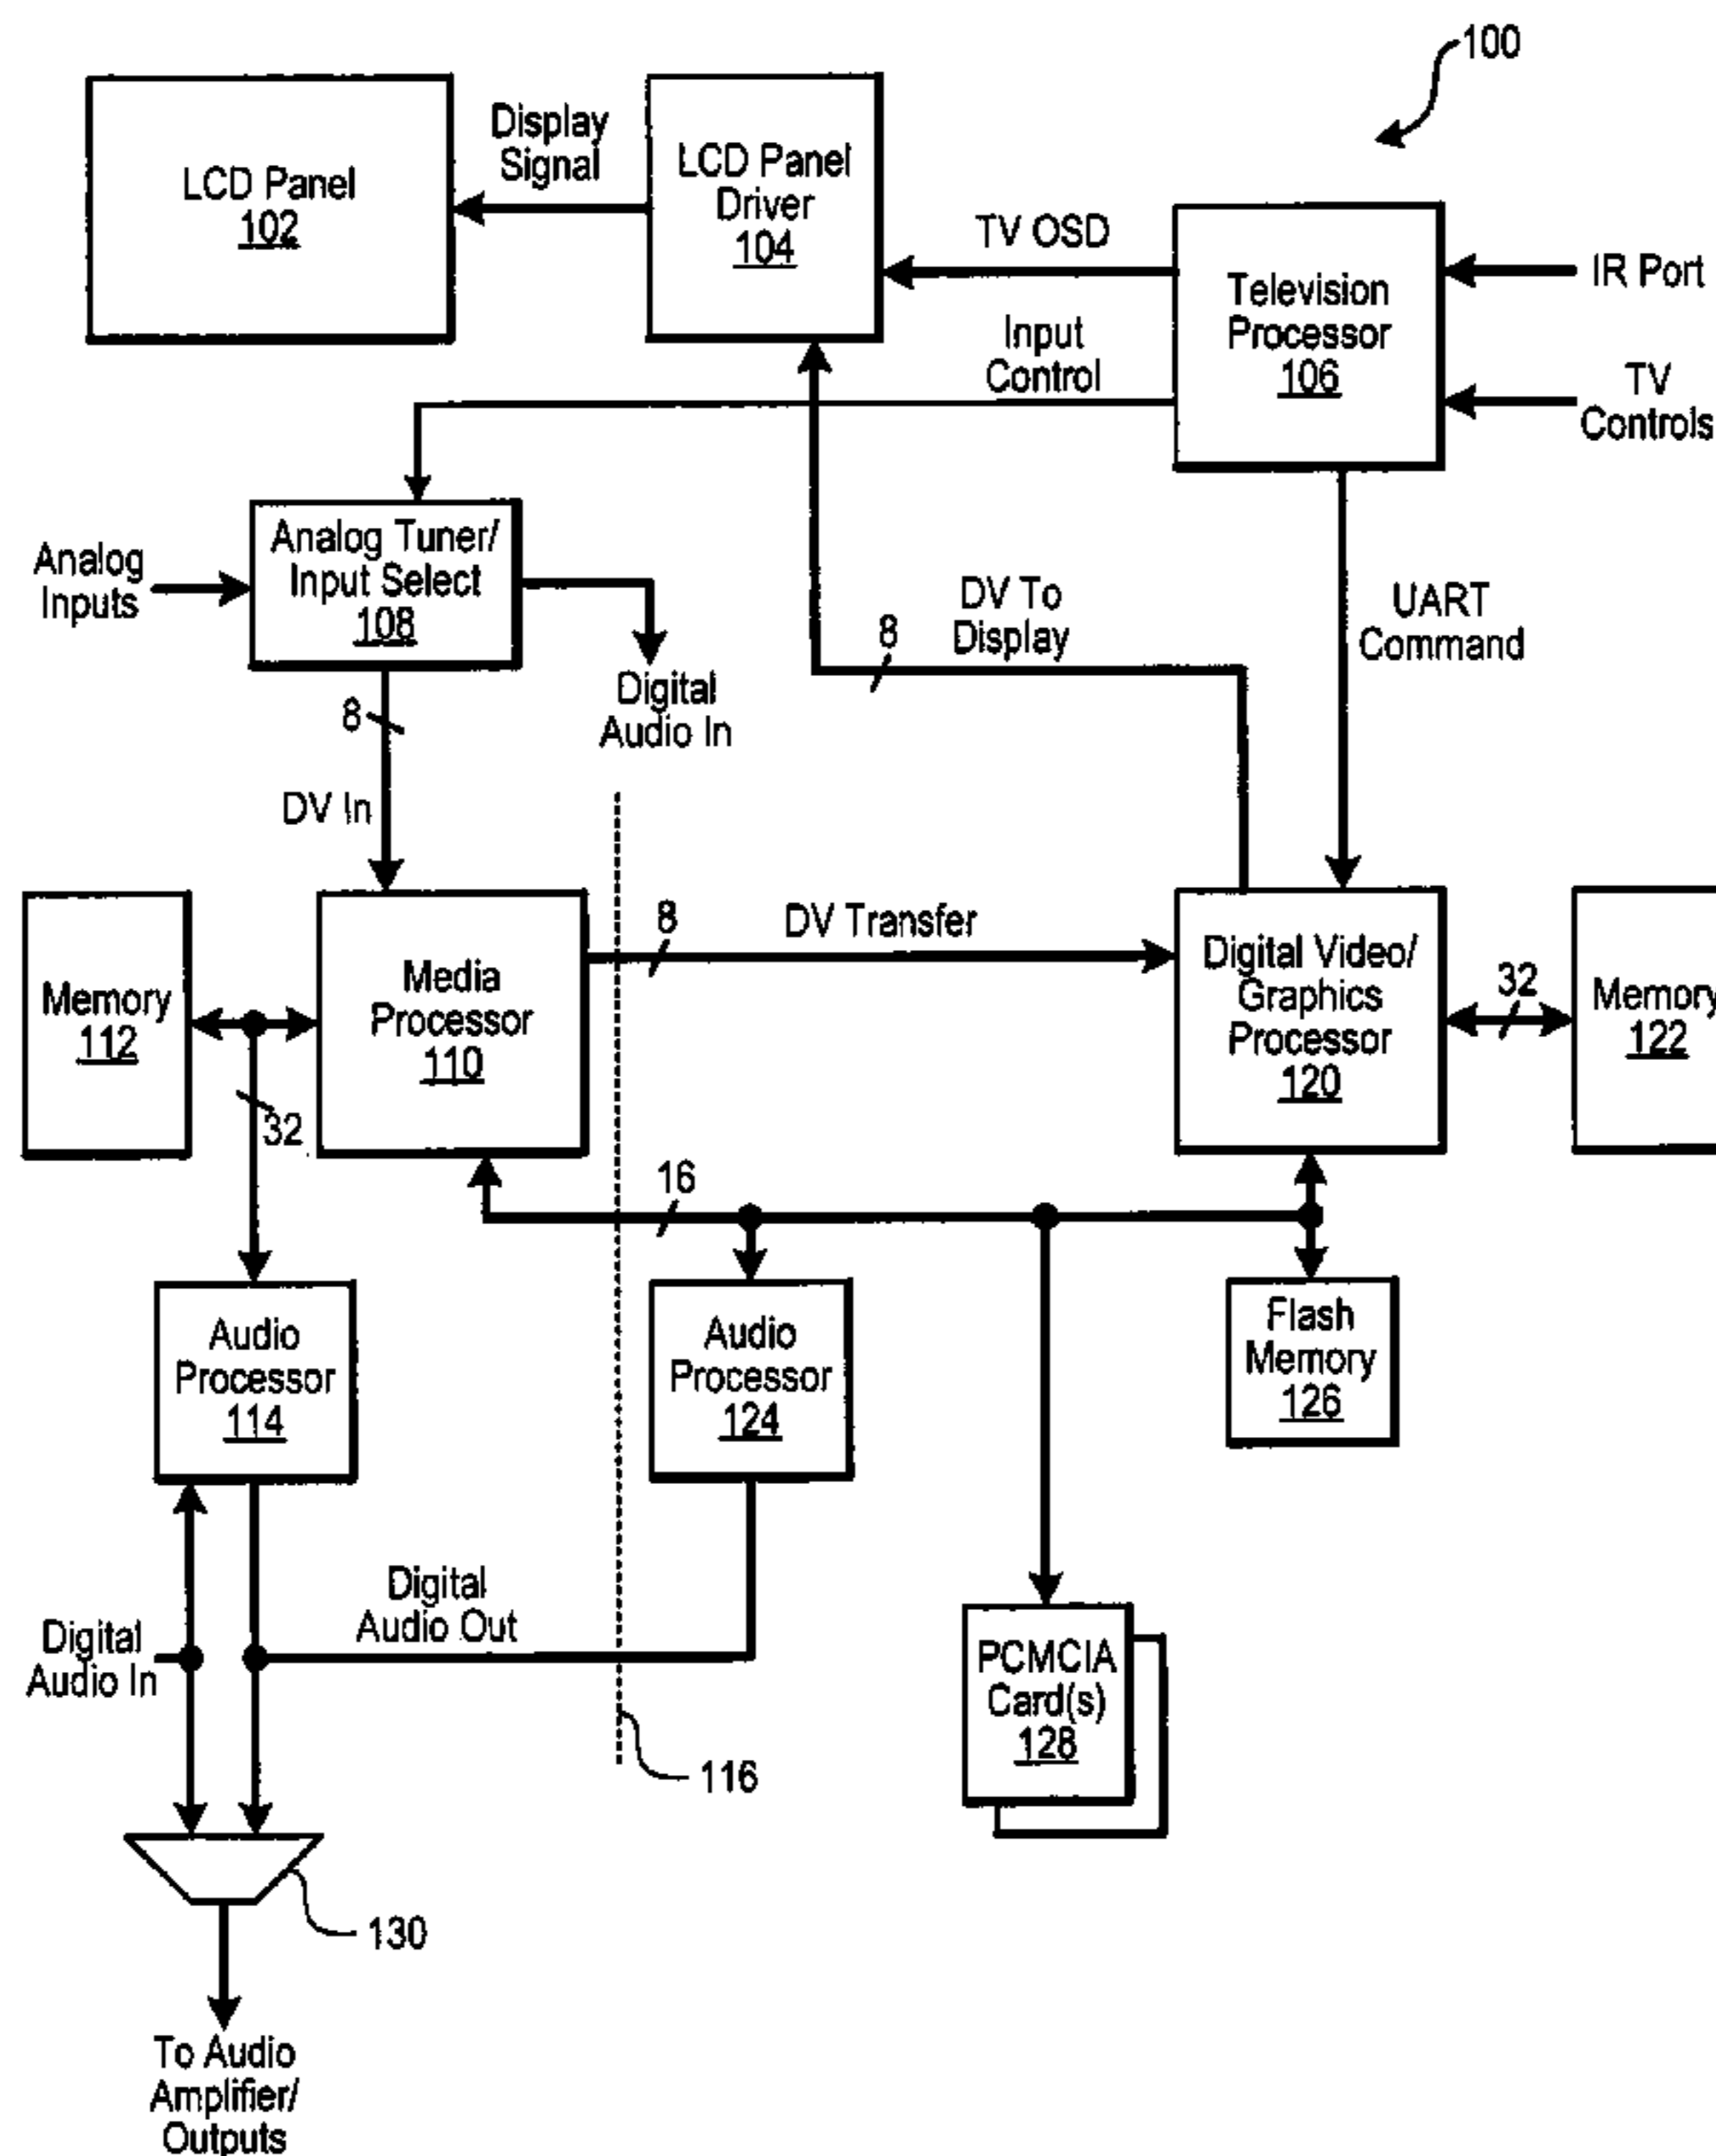 100
LCD Panel
102
Display
Signal
LCD Panel
Driver
104
TV OSD
Television
Processor
106
IR Port
TV
Controls
Input
Control
Analog
Inputs
Analog Tuner/
Input Select
108
Digital
Audio In
8
DV In
8
DV To
Display
UART
Command
Memory
112
Media
Processor
110
8
DV Transfer
Digital Video/
Graphics
Processor
120
32
Memory
122
32
16
Audio
Processor
114
Audio
Processor
124
Flash
Memory
126
Digital
Audio In
Digital
Audio Out
PCMCIA
Card(s)
128
116
130
To Audio
Amplifier/
Outputs